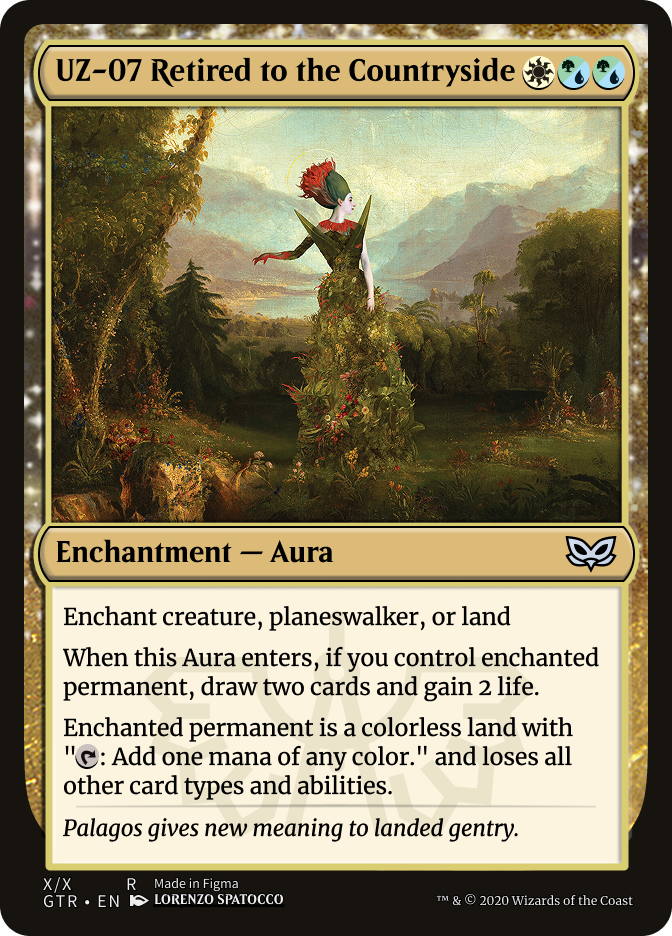 UZ-07 Retired to the Countryside
Enchantment — Aura
Enchant creature, planeswalker, or land
When this Aura enters, if you control enchanted
permanent, draw two cards and gain 2 life.
Enchanted permanent is a colorless land with
": Add one mana of any color." and loses all
other card types and abilities.
Palagos gives new meaning to landed gentry.
X/X R Made in Figma
GTR • EN LORENZO SPATOCCO ™ & © 2020 Wizards of the Coast